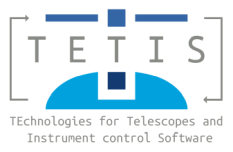 TETIS
TEchnologies for Telescopes and
Instrument control Software